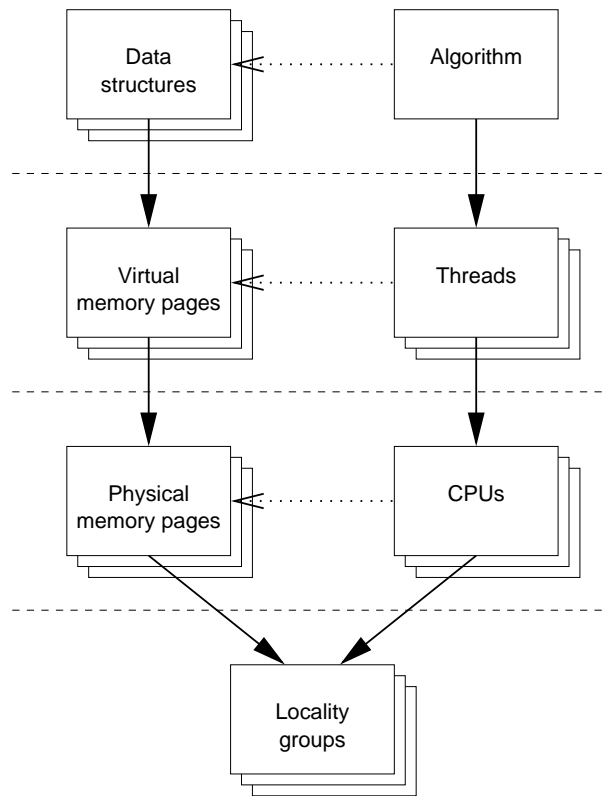 Data
structures
Algorithm
Virtual
memory pages
Threads
Physical
memory pages
CPUs
Locality
groups